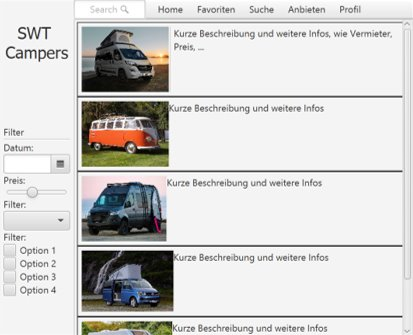 SWT
Campers
Search
Home
Favoriten
Suche
Anbieten
Profil
Filter
Datum:
Preis:
Filter:
Filter:
Option 1
Option 2
Option 3
Option 4
Kurze Beschreibung und weitere Infos, wie Vermieter,
Preis, ...
Kurze Beschreibung und weitere Infos
Kurze Beschreibung und weitere Infos
Kurze Beschreibung und weitere Infos
Kurze Beschreibung und weitere Infos